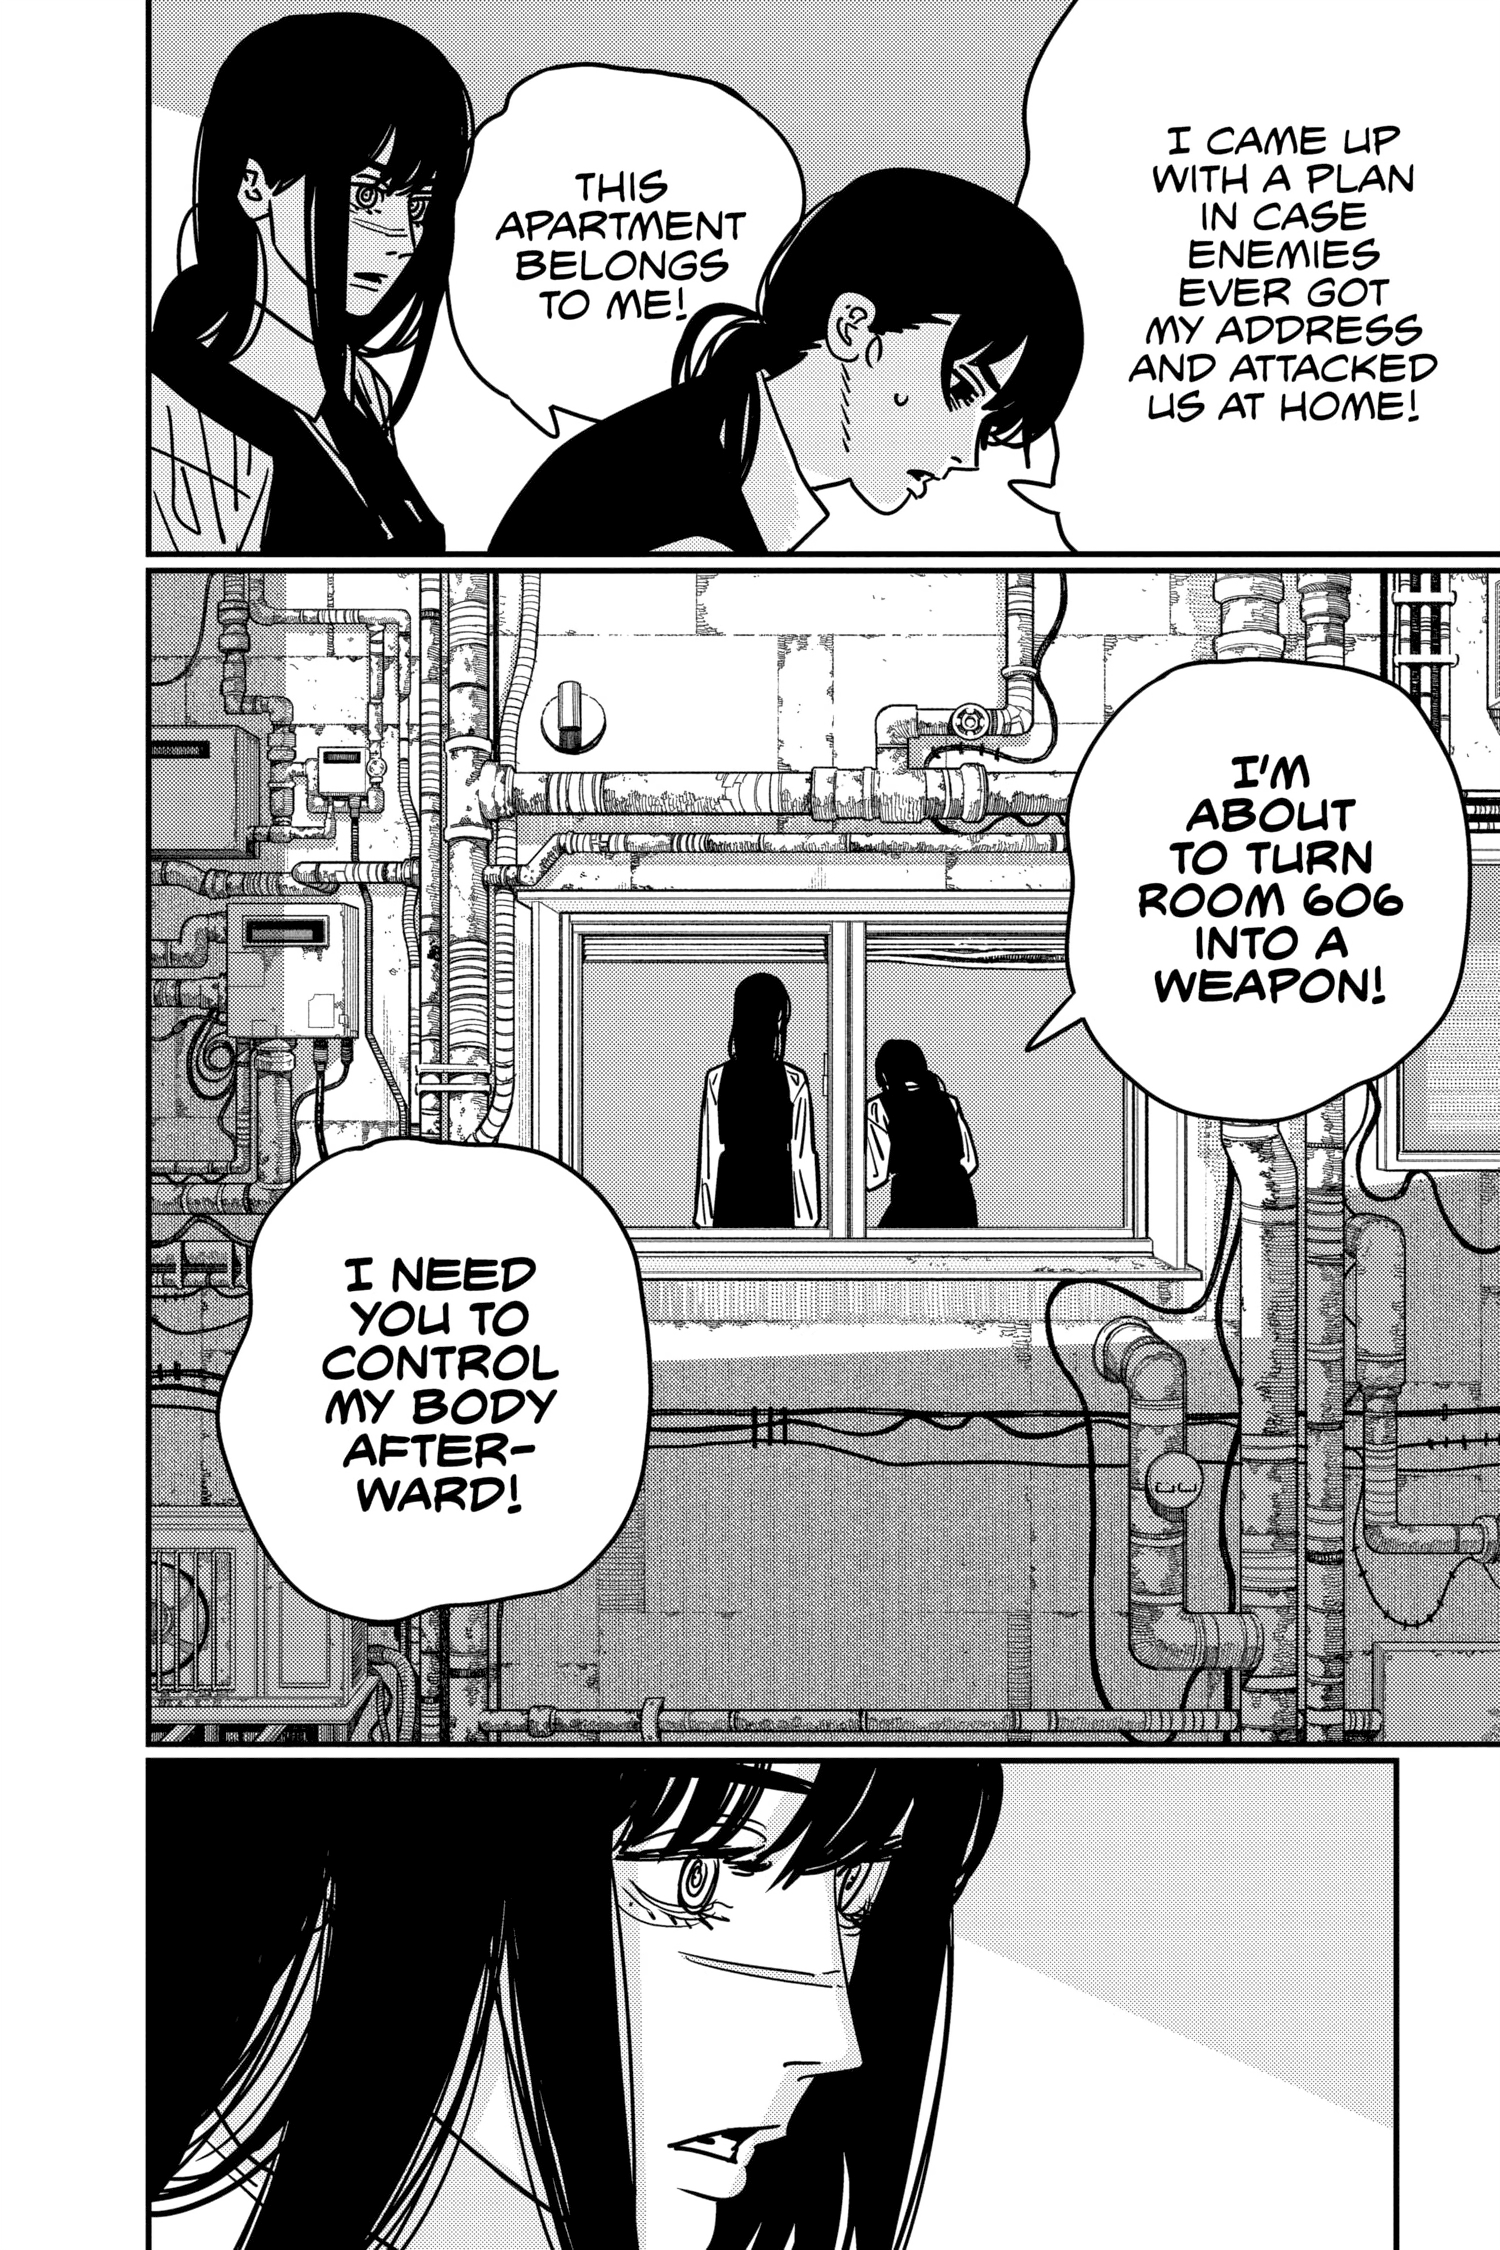 I CAME UP
WITH A PLAN
IN CASE
ENEMIES
EVER GOT
MY ADDRESS
AND ATTACKED
US AT HOME!
THIS
APARTMENT
BELONGS
TO ME!
I'M
ABOUT
TO TURN
ROOM 606
INTO A
WEAPON!
I NEED
YOU TO
CONTROL
MY BODY
AFTER-
WARD!